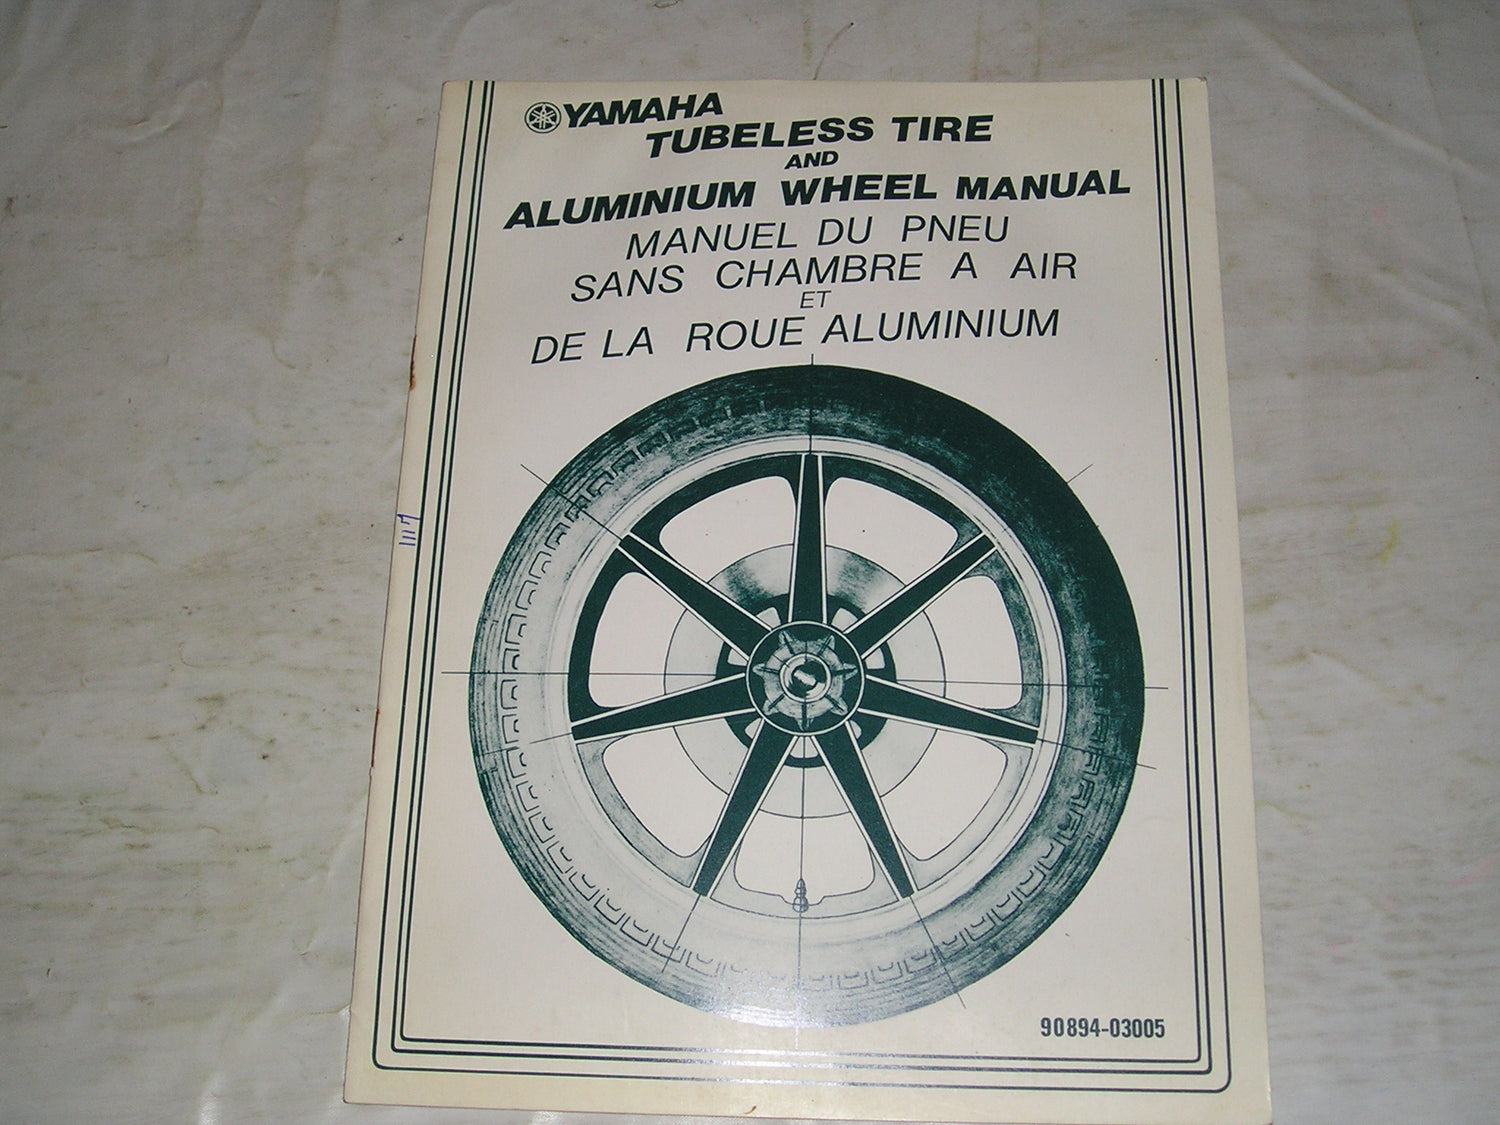 YAMAHA
TUBELESS TIRE
AND
ALUMINIUM WHEEL MANUAL
MANUEL DU PNEU
SANS CHAMBRE A AIR
ET
DE LA ROUE ALUMINIUM
1117
90894-03005